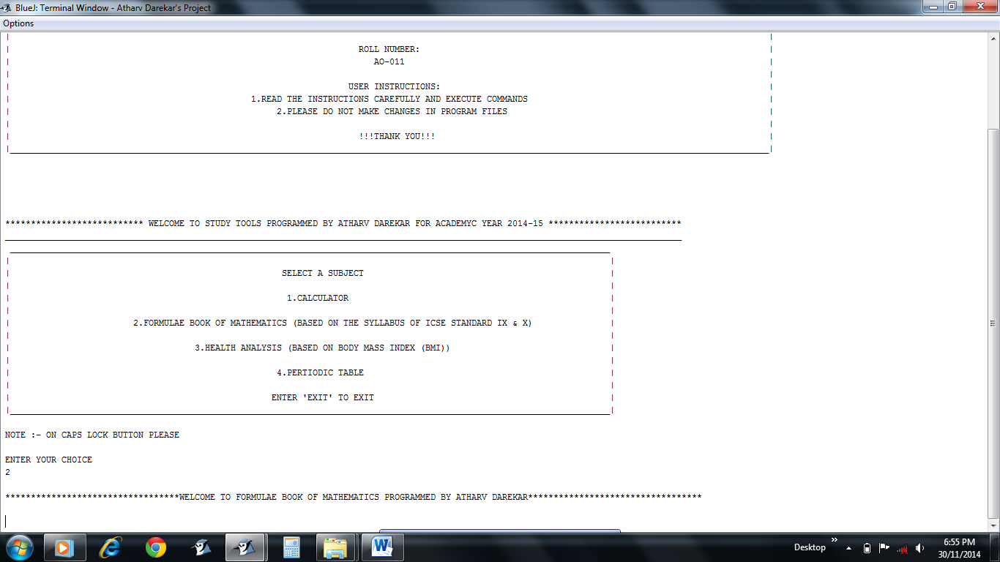 BlueJ: Terminal Window - Atharv Darekar's Project
Options
ROLL NUMBER:
AO-011
USER INSTRUCTIONS:
1.READ THE INSTRUCTIONS CAREFULLY AND EXECUTE COMMANDS
2.PLEASE DO NOT MAKE CHANGES IN PROGRAM FILES
!!!THANK YOU!!!
*************************** WELCOME TO STUDY TOOLS PROGRAMMED BY ATHARV DAREKAR FOR ACADEMYC YEAR 2014-15 **************************
SELECT A SUBJECT
1.CALCULATOR
2.FORMULAE BOOK OF MATHEMATICS (BASED ON THE SYLLABUS OF ICSE STANDARD IX & X)
3.HEALTH ANALYSIS (BASED ON BODY MASS INDEX (BMI))
4.PERTIODIC TABLE
ENTER 'EXIT' TO EXIT
NOTE :- ON CAPS LOCK BUTTON PLEASE
ENTER YOUR CHOICE
2
**********************************WELCOME TO FORMULAE BOOK OF MATHEMATICS PROGRAMMED BY ATHARV DAREKAR**********************************
Desktop
6:55 PM
30/11/2014